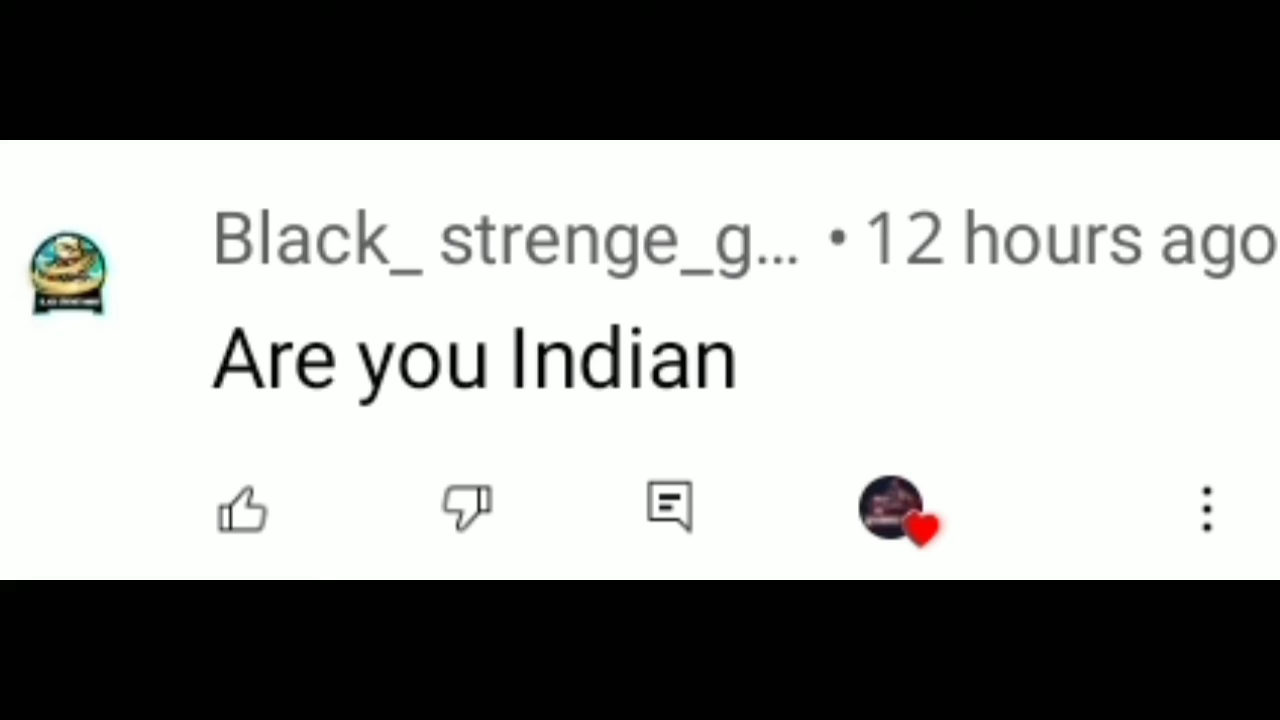 Black_ strenge_g... • 12 hours ago
Are you Indian